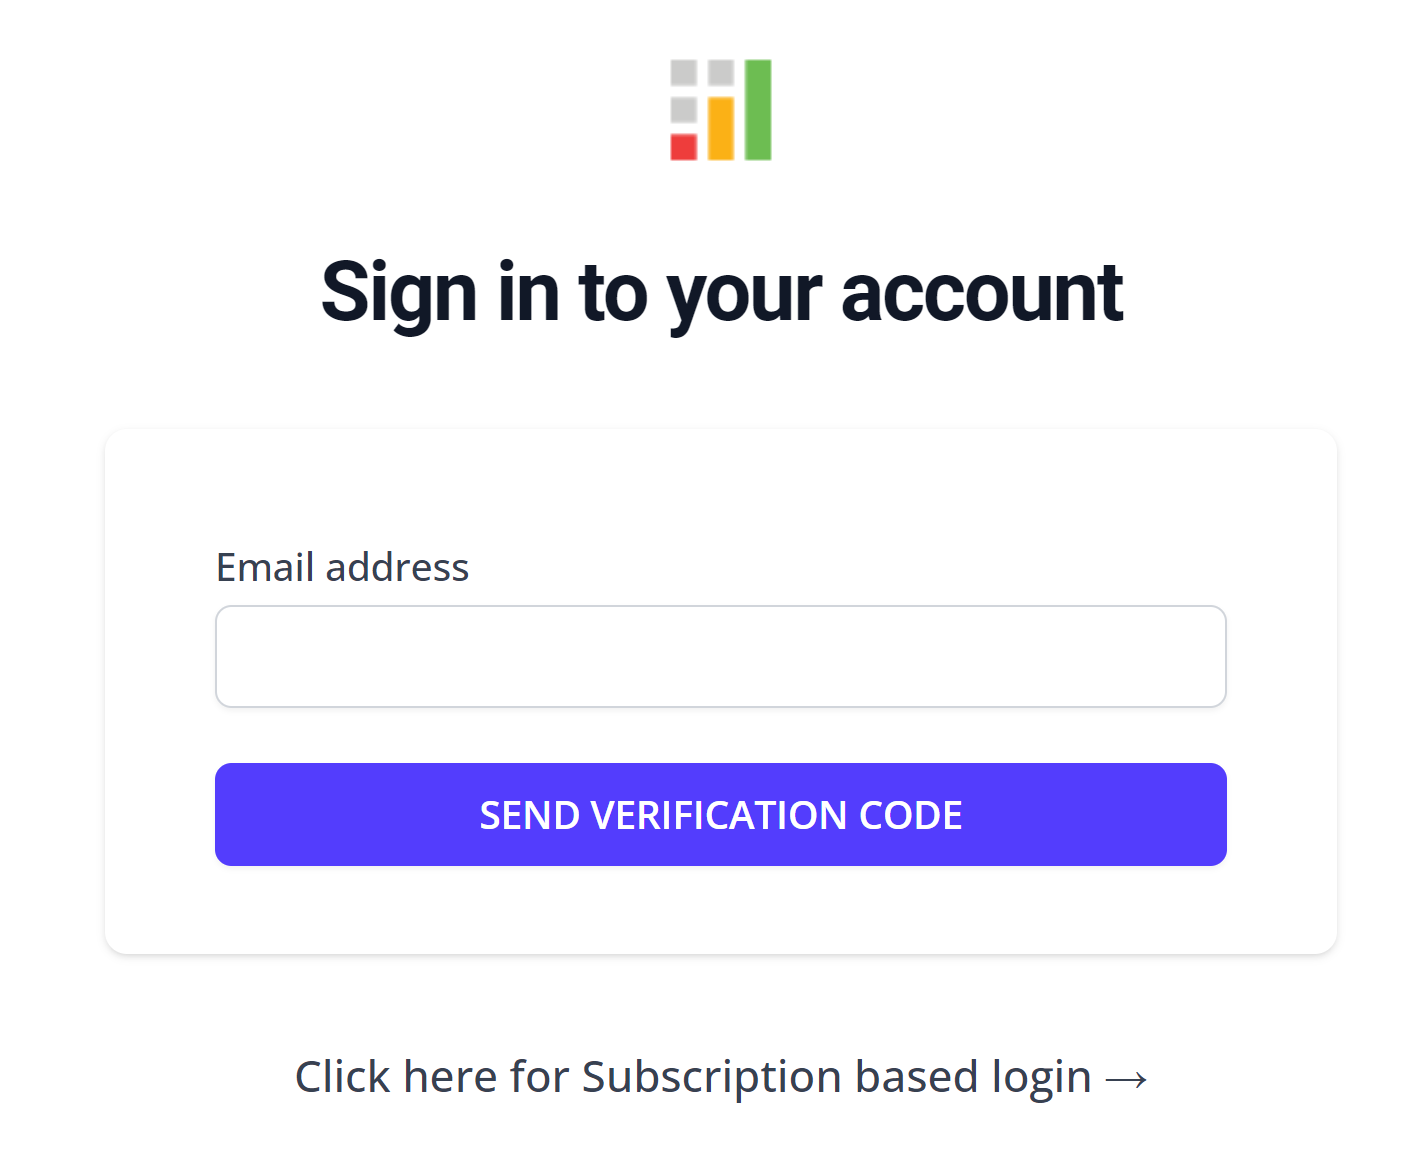 Sign in to your account
Email address
SEND VERIFICATION CODE
Click here for Subscription based login →